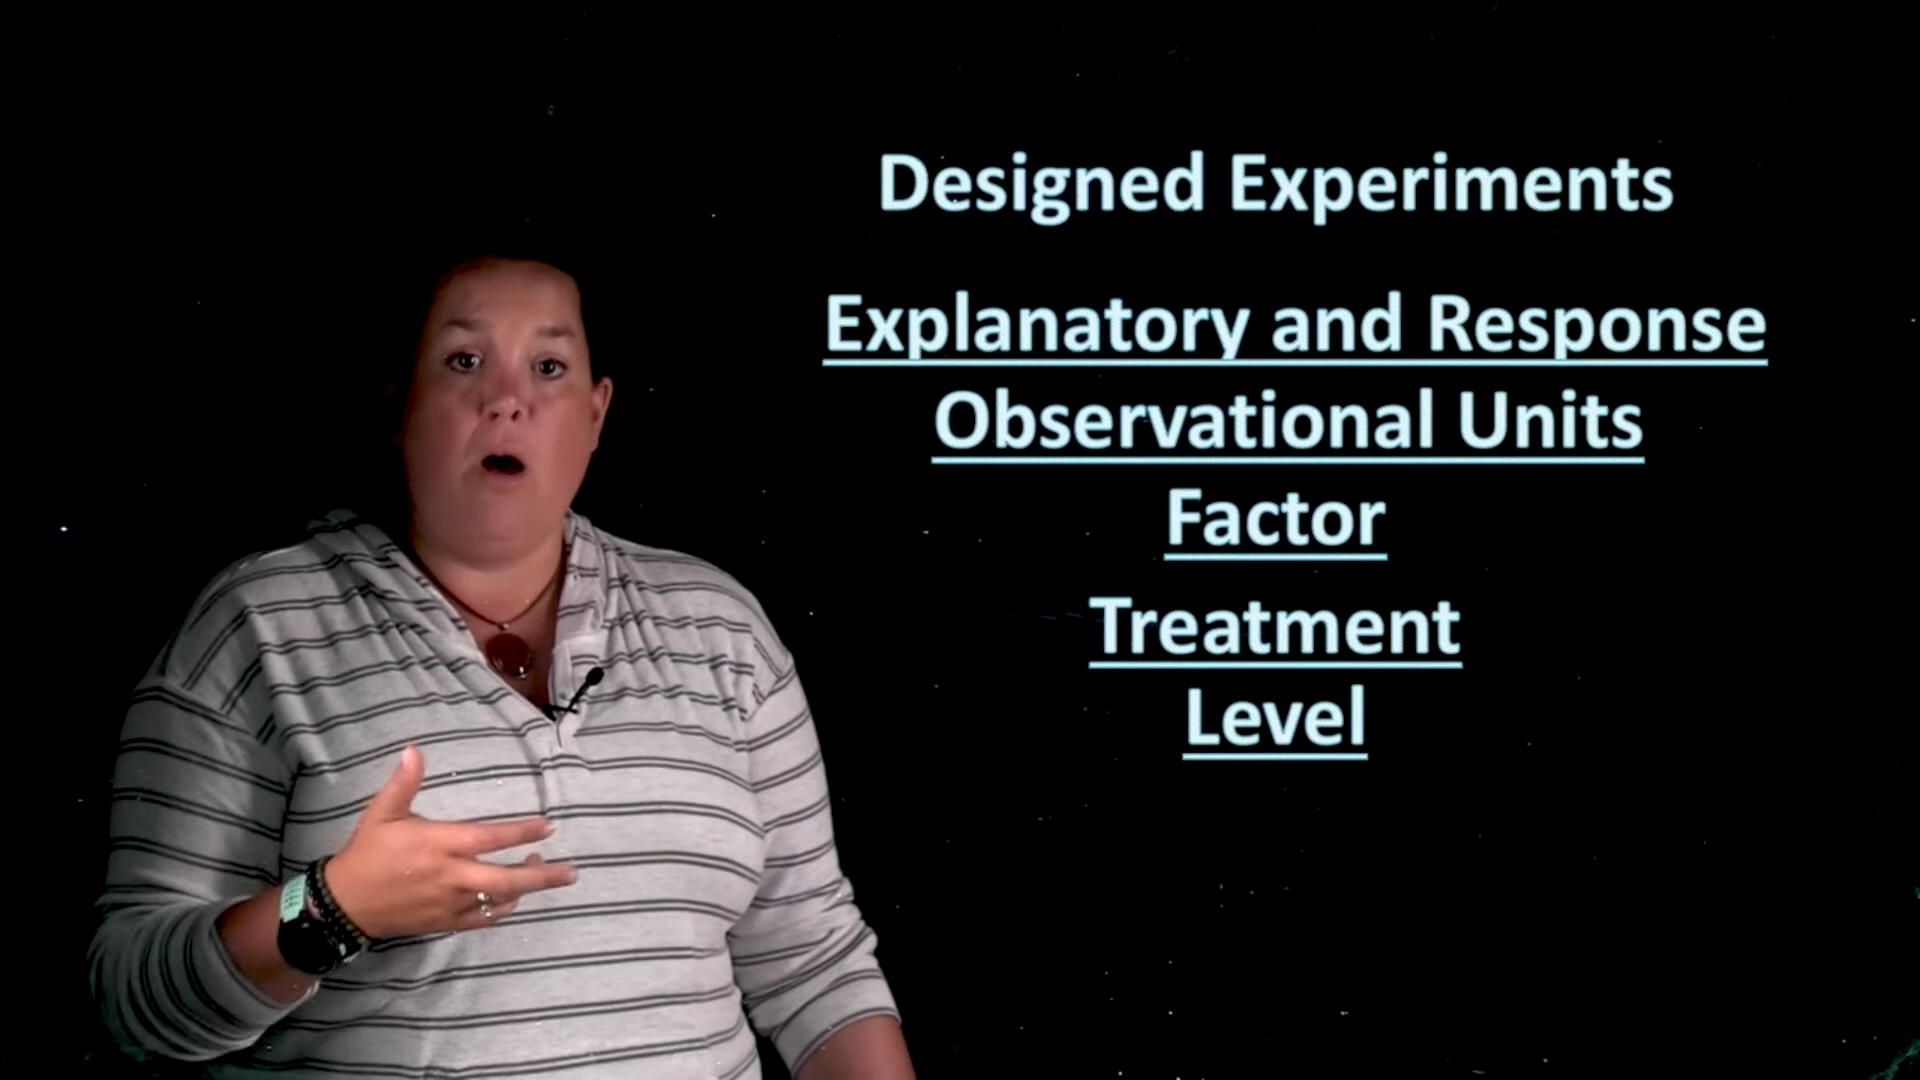 Designed Experiments
Explanatory and Response
Observational Units
Factor
Treatment
Level